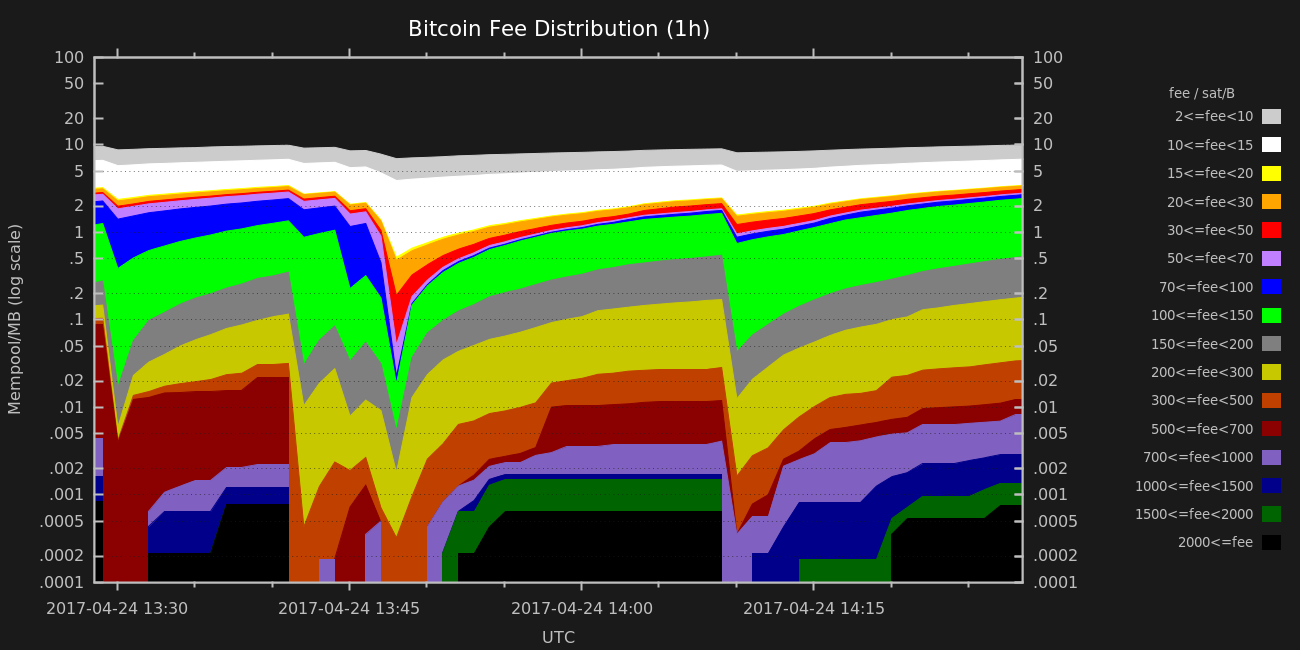 Bitcoin Fee Distribution (1h)
100 100
50 50
20 20
10 10
5 5
2 2
1 1
.5 .5
.2 .2
.1 .1
.05 .05
.02 .02
.01 .01
.005 .005
.002 .002
.001 .001
.0005 .0005
.0002 .0002
.0001 .0001
Mempool/MB (log scale)
2017-04-24 13:30 2017-04-24 13:45 2017-04-24 14:00 2017-04-24 14:15
UTC
fee / sat/B
2<=fee<10
10<=fee<15
15<=fee<20
20<=fee<30
30<=fee<50
50<=fee<70
70<=fee<100
100<=fee<150
150<=fee<200
200<=fee<300
300<=fee<500
500<=fee<700
700<=fee<1000
1000<=fee<1500
1500<=fee<2000
2000<=fee